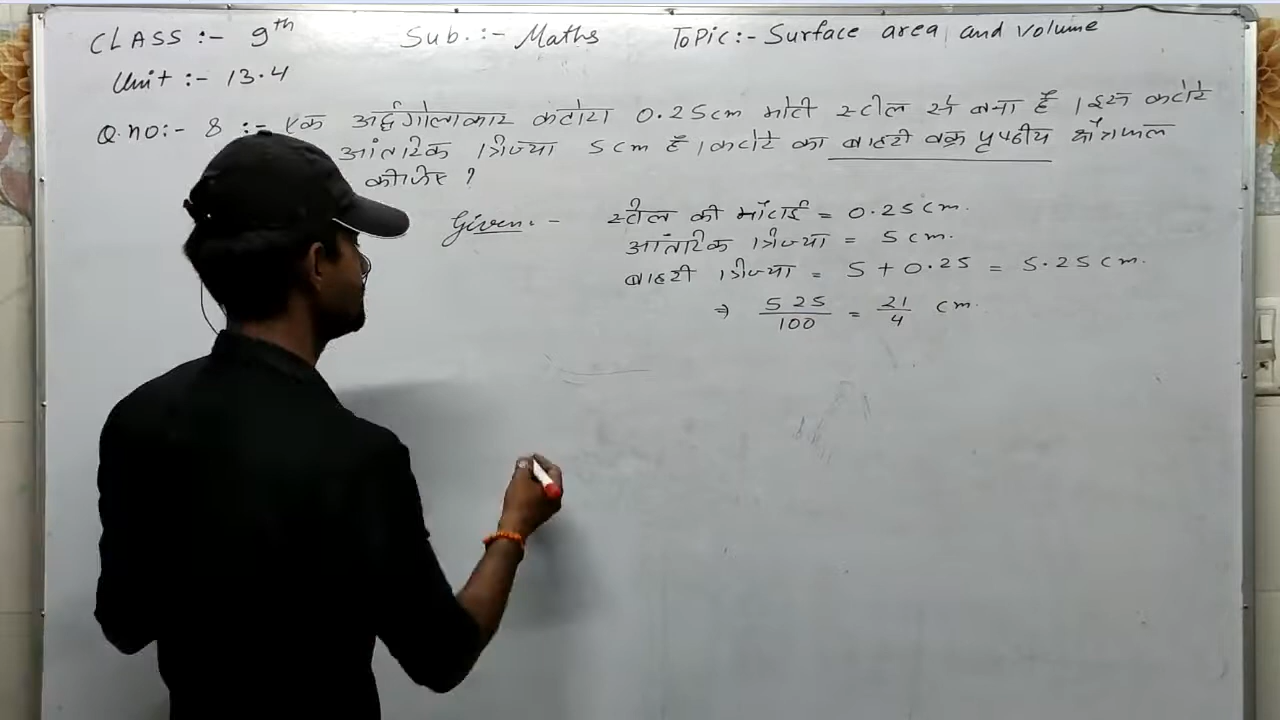 CLASS :- 9th Sub. :- Maths Topic:- Surface area and volume
Unit :- 13.4
Q.no:- 8 :- एक अर्द्धगोलाकार कटोरा 0.25cm मोटी स्टील से बना है । इस कटोरे
आंतरिक त्रिज्या 5cm है । कटोरे का बाहरी वक्र पृष्ठीय क्षेत्रफल
कीजिए ?
Given:- स्टील की मोटाई = 0.25cm.
आंतरिक त्रिज्या = 5cm.
बाहरी त्रिज्या = 5 + 0.25 = 5.25cm.
⇒ 525/100 = 21/4 cm.